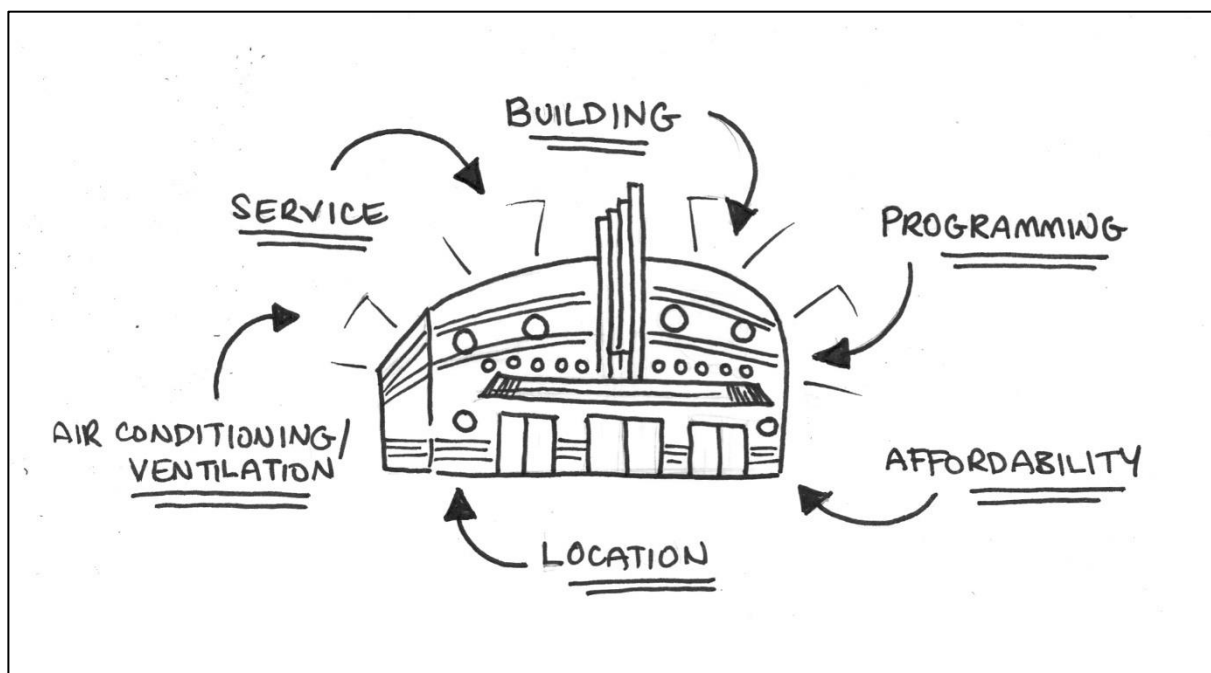 BUILDING
SERVICE
PROGRAMMING
AIR CONDITIONING/
VENTILATION
AFFORDABILITY
LOCATION